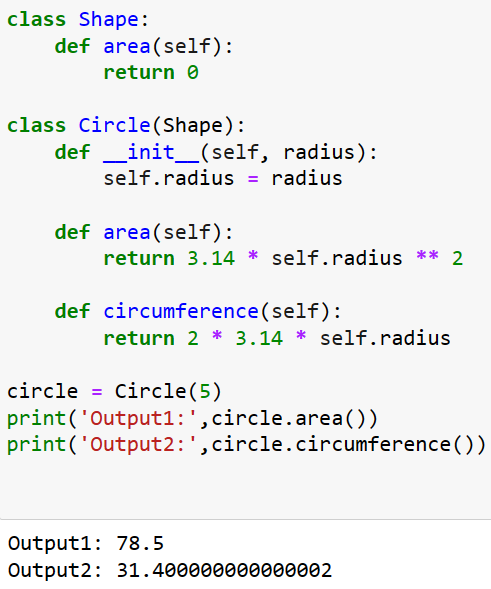 class Shape:
    def area(self):
        return 0
class Circle(Shape):
    def __init__(self, radius):
        self.radius = radius
    def area(self):
        return 3.14 * self.radius ** 2
    def circumference(self):
        return 2 * 3.14 * self.radius
circle = Circle(5)
print('Output1:',circle.area())
print('Output2:',circle.circumference())
Output1: 78.5
Output2: 31.400000000000002